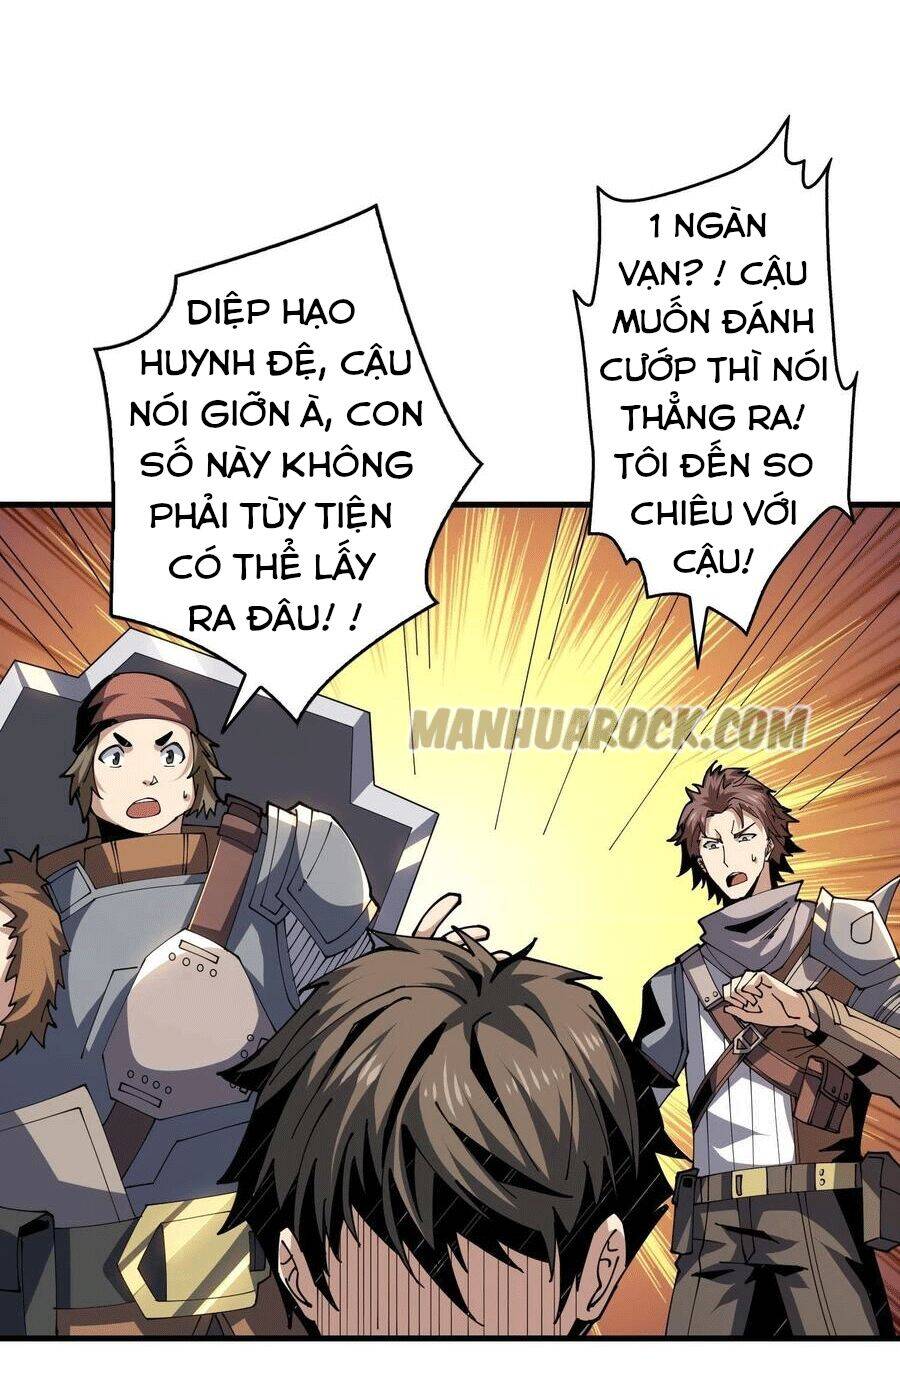 DIỆP HẠO
HUYNH ĐỆ, CẬU
NÓI GIỠN À, CON
SỐ NÀY KHÔNG
PHẢI TÙY TIỆN
CÓ THỂ LẤY
RA ĐÂU! !
1 NGÀN
VẠN? ! CẬU
MUỐN ĐÁNH
CƯỚP THÌ NÓI
THẲNG RA!
TÔI ĐẾN SO
CHIÊU VỚI
CẬU!
MANHUAROCK.COM